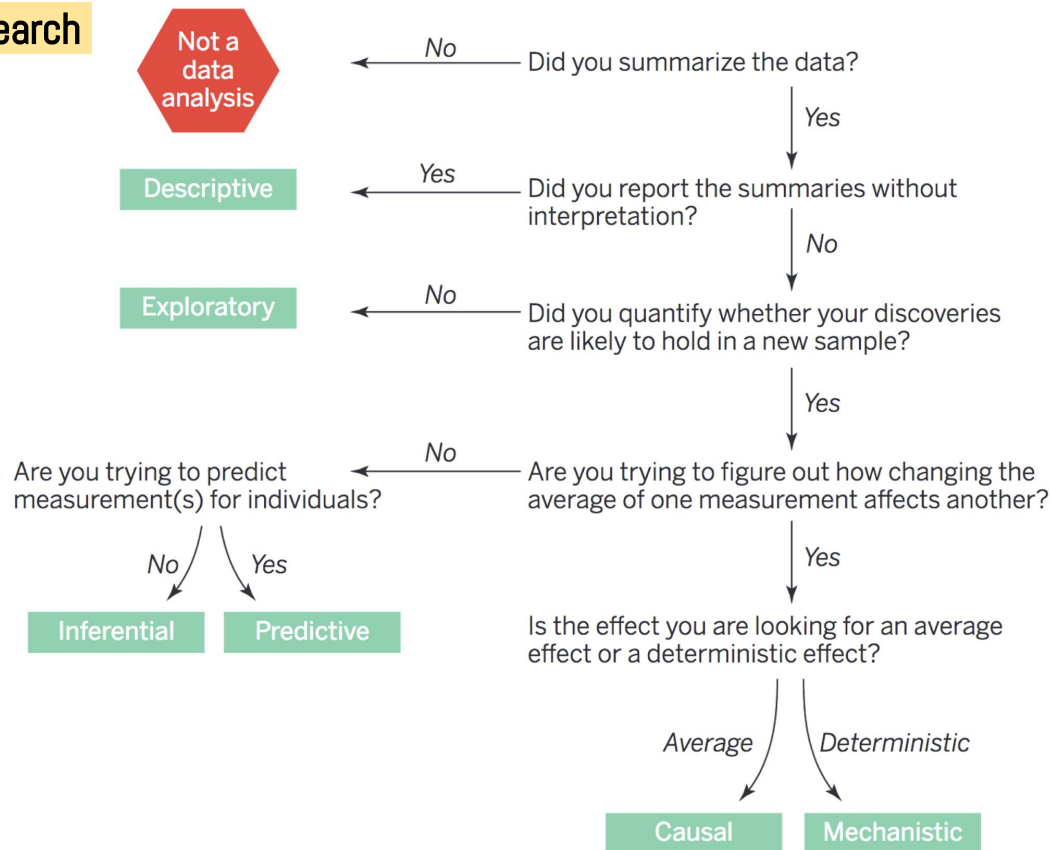 earch
Not a
data
analysis
No
Did you summarize the data?
Yes
Descriptive
Yes
Did you report the summaries without
interpretation?
No
Exploratory
No
Did you quantify whether your discoveries
are likely to hold in a new sample?
Yes
Are you trying to predict
measurement(s) for individuals?
No
Are you trying to figure out how changing the
average of one measurement affects another?
No
Yes
Yes
Inferential
Predictive
Is the effect you are looking for an average
effect or a deterministic effect?
Average
Deterministic
Causal
Mechanistic